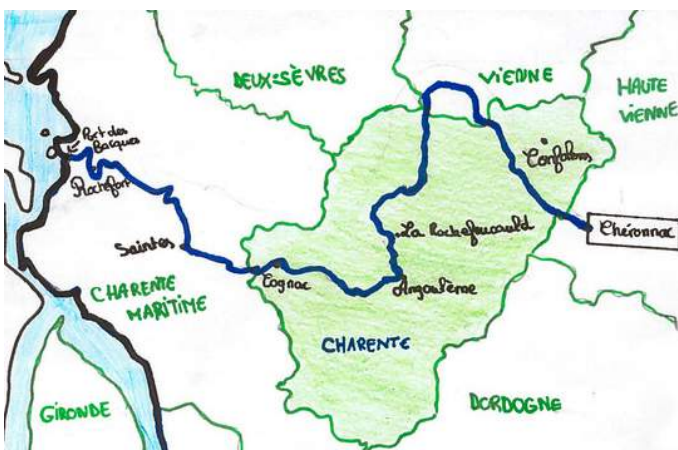 DEUX-SÈVRES
VIENNE
HAUTE
VIENNE
Port des
Barques
Rochefort
Confolens
Saintes
La Rochefoucauld
Chéronnac
Cognac
Angoulême
CHARENTE
MARITIME
CHARENTE
GIRONDE
DORDOGNE